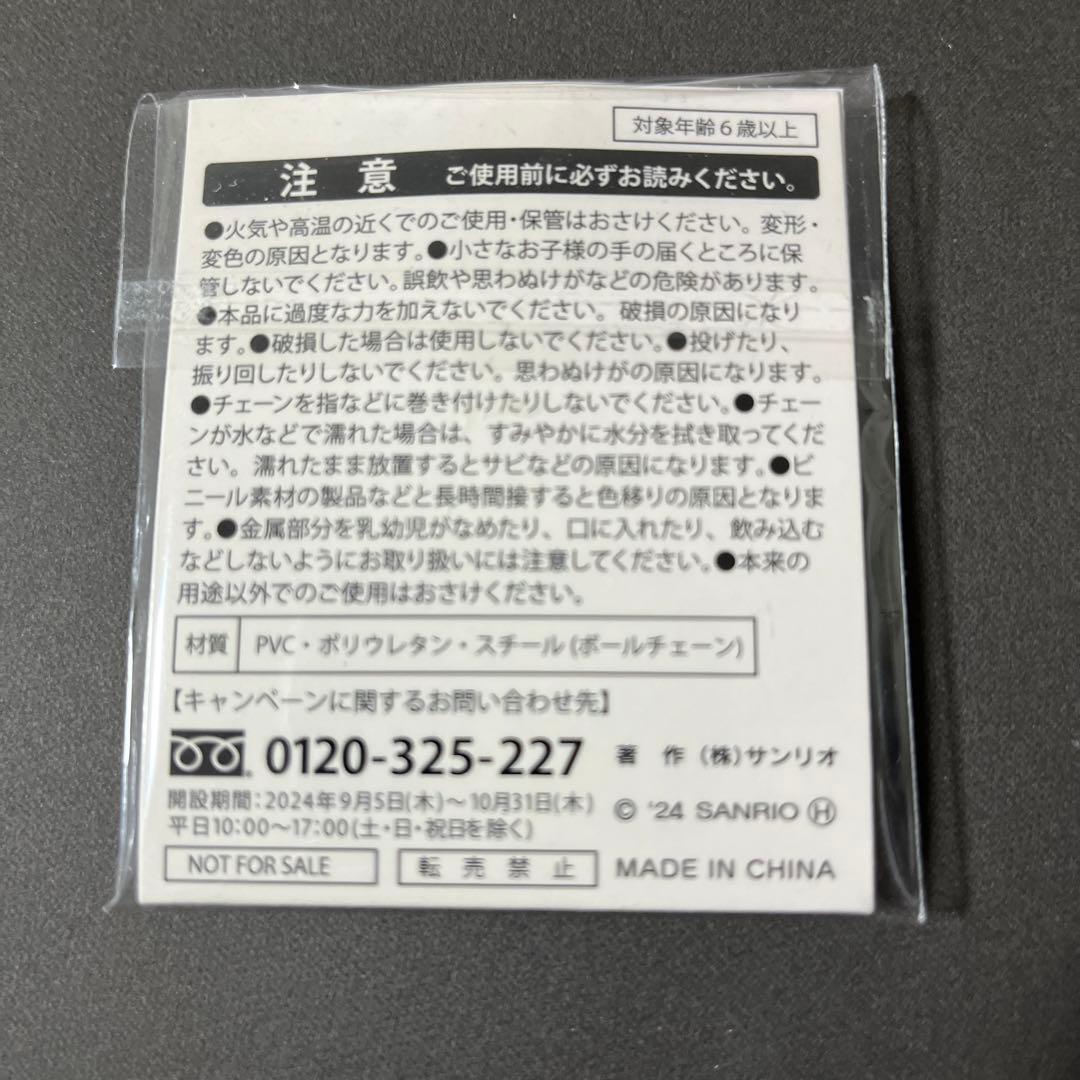 対象年齢6歳以上
注意 ご使用前に必ずお読みください。
●火気や高温の近くでのご使用・保管はおさけください。変形・
変色の原因となります。●小さなお子様の手の届くところに保
管しないでください。誤飲や思わぬけがなどの危険があります。
●本品に過度な力を加えないでください。破損の原因になり
ます。●破損した場合は使用しないでください。●投げたり、
振り回したりしないでください。思わぬけがの原因になります。
●チェーンを指などに巻き付けたりしないでください。●チェー
ンが水などで濡れた場合は、すみやかに水分を拭き取ってくだ
さい。濡れたまま放置するとサビなどの原因になります。●ビ
ニール素材の製品などと長時間接すると色移りの原因となりま
す。●金属部分を乳幼児がなめたり、口に入れたり、飲み込む
などしないようにお取り扱いには注意してください。●本来の
用途以外でのご使用はおさけください。
材質 PVC・ポリウレタン・スチール(ボールチェーン)
【キャンペーンに関するお問い合わせ先】
0120-325-227
開設期間:2024年9月5日(木)〜10月31日(木)
平日10:00〜17:00(土・日・祝日を除く)
著作(株)サンリオ
© '24 SANRIO Ⓗ
NOT FOR SALE
転売禁止
MADE IN CHINA